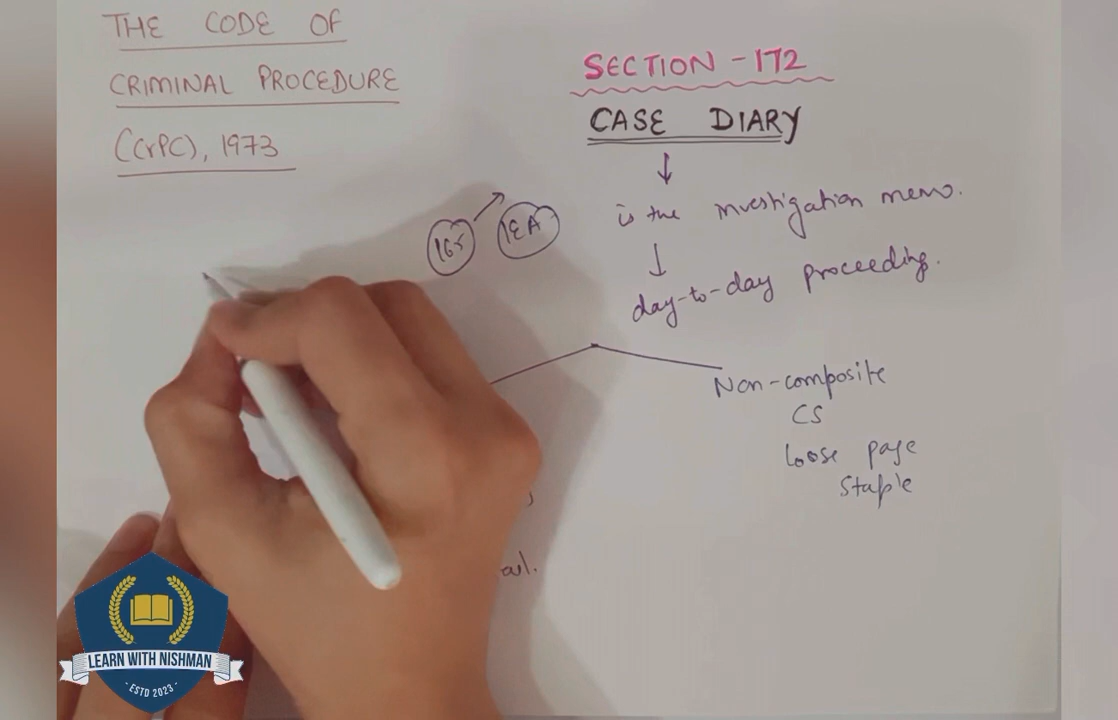 THE CODE OF
CRIMINAL PROCEDURE
(CrPC), 1973
SECTION - 172
CASE DIARY
is the investigation memo.
day-to-day proceeding.
165 IEA
Non-composite
CS
loose page
staple
LEARN WITH NISHMAN
- ESTD 2023 -